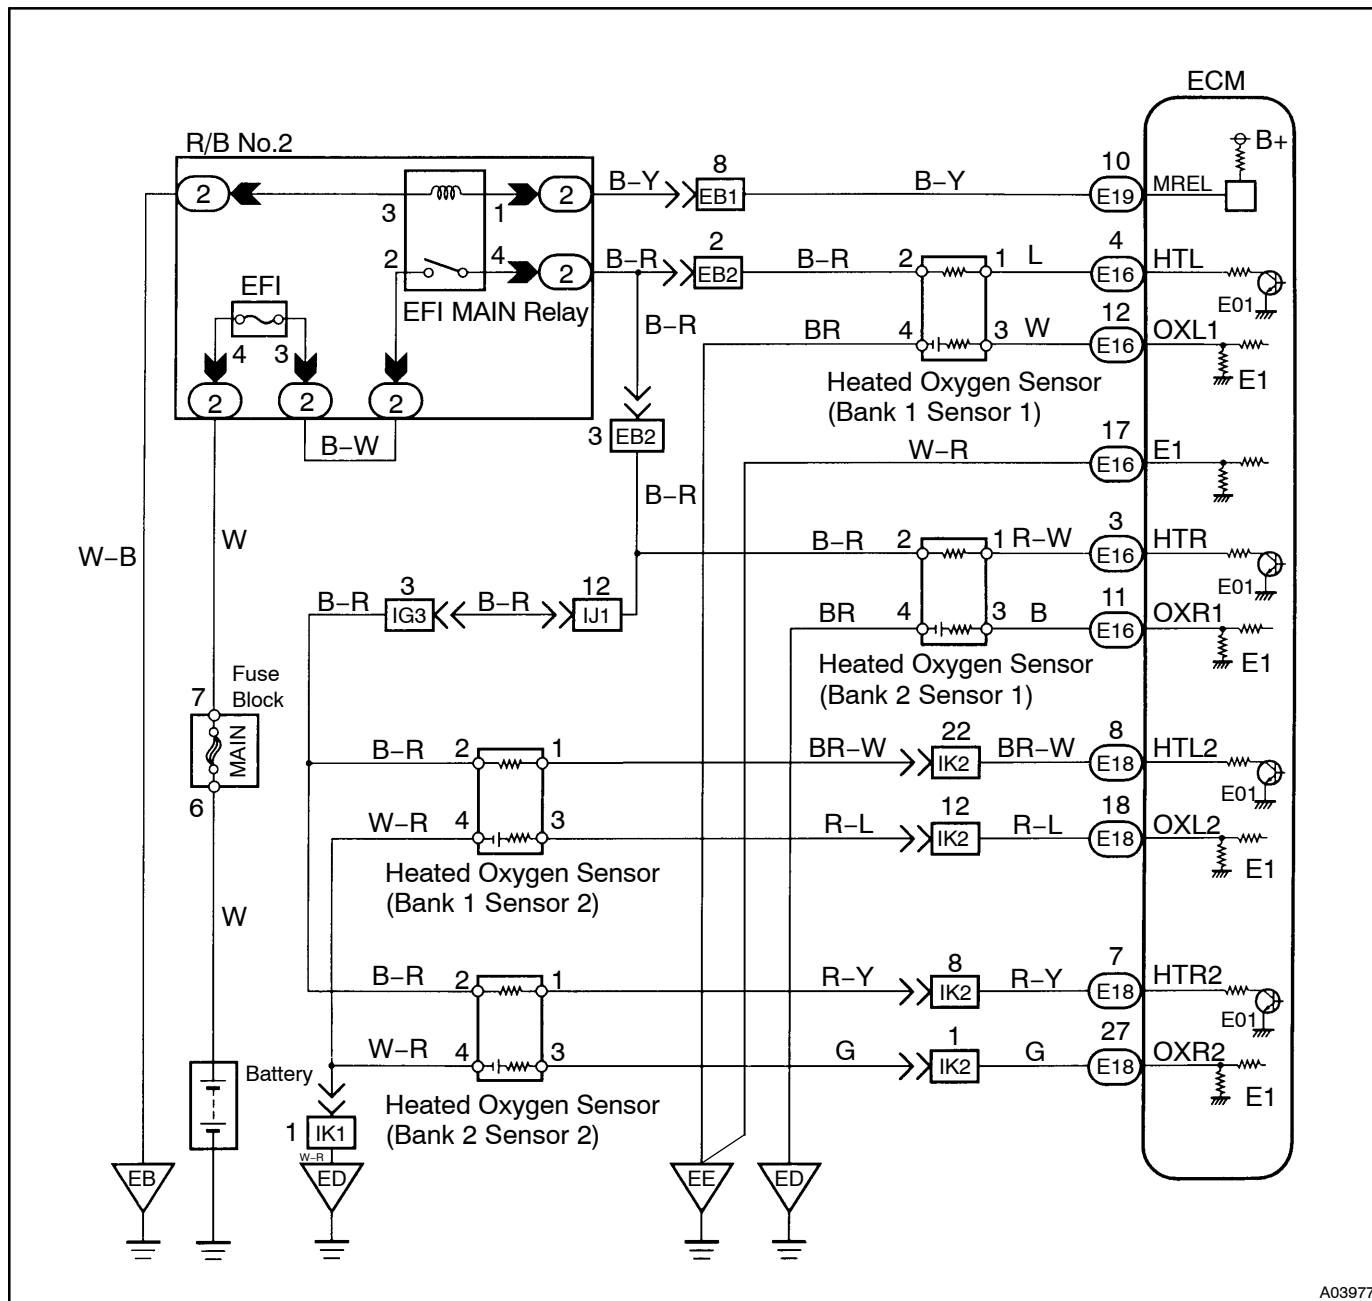 ECM
R/B No.2
B+
8
10
2
B–Y
EB1
B–Y
E19
MREL
2
3
1
2
2
4
4
B–R
EB2
B–R
2
1
L
E16
HTL
2
EFI
EFI MAIN Relay
E01
B–R
12
4
3
BR
4
3
W
E16
OXL1
2
2
2
Heated Oxygen Sensor
(Bank 1 Sensor 1)
E1
B–W
3
EB2
17
W–R
E16
E1
B–R
3
W–B
W
B–R
2
1
R–W
E16
HTR
E01
3
12
11
B–R
IG3
B–R
IJ1
BR
4
3
B
E16
OXR1
Heated Oxygen Sensor
(Bank 2 Sensor 1)
E1
Fuse
Block
7
MAIN
6
22
8
B–R
2
1
BR–W
IK2
BR–W
E18
HTL2
E01
12
18
W–R
4
3
R–L
IK2
R–L
E18
OXL2
E1
Heated Oxygen Sensor
(Bank 1 Sensor 2)
W
8
7
B–R
2
1
R–Y
IK2
R–Y
E18
HTR2
E01
1
27
W–R
4
3
G
IK2
G
E18
OXR2
E1
Battery
Heated Oxygen Sensor
(Bank 2 Sensor 2)
1
IK1
W–R
EB
ED
EE
ED
A03977